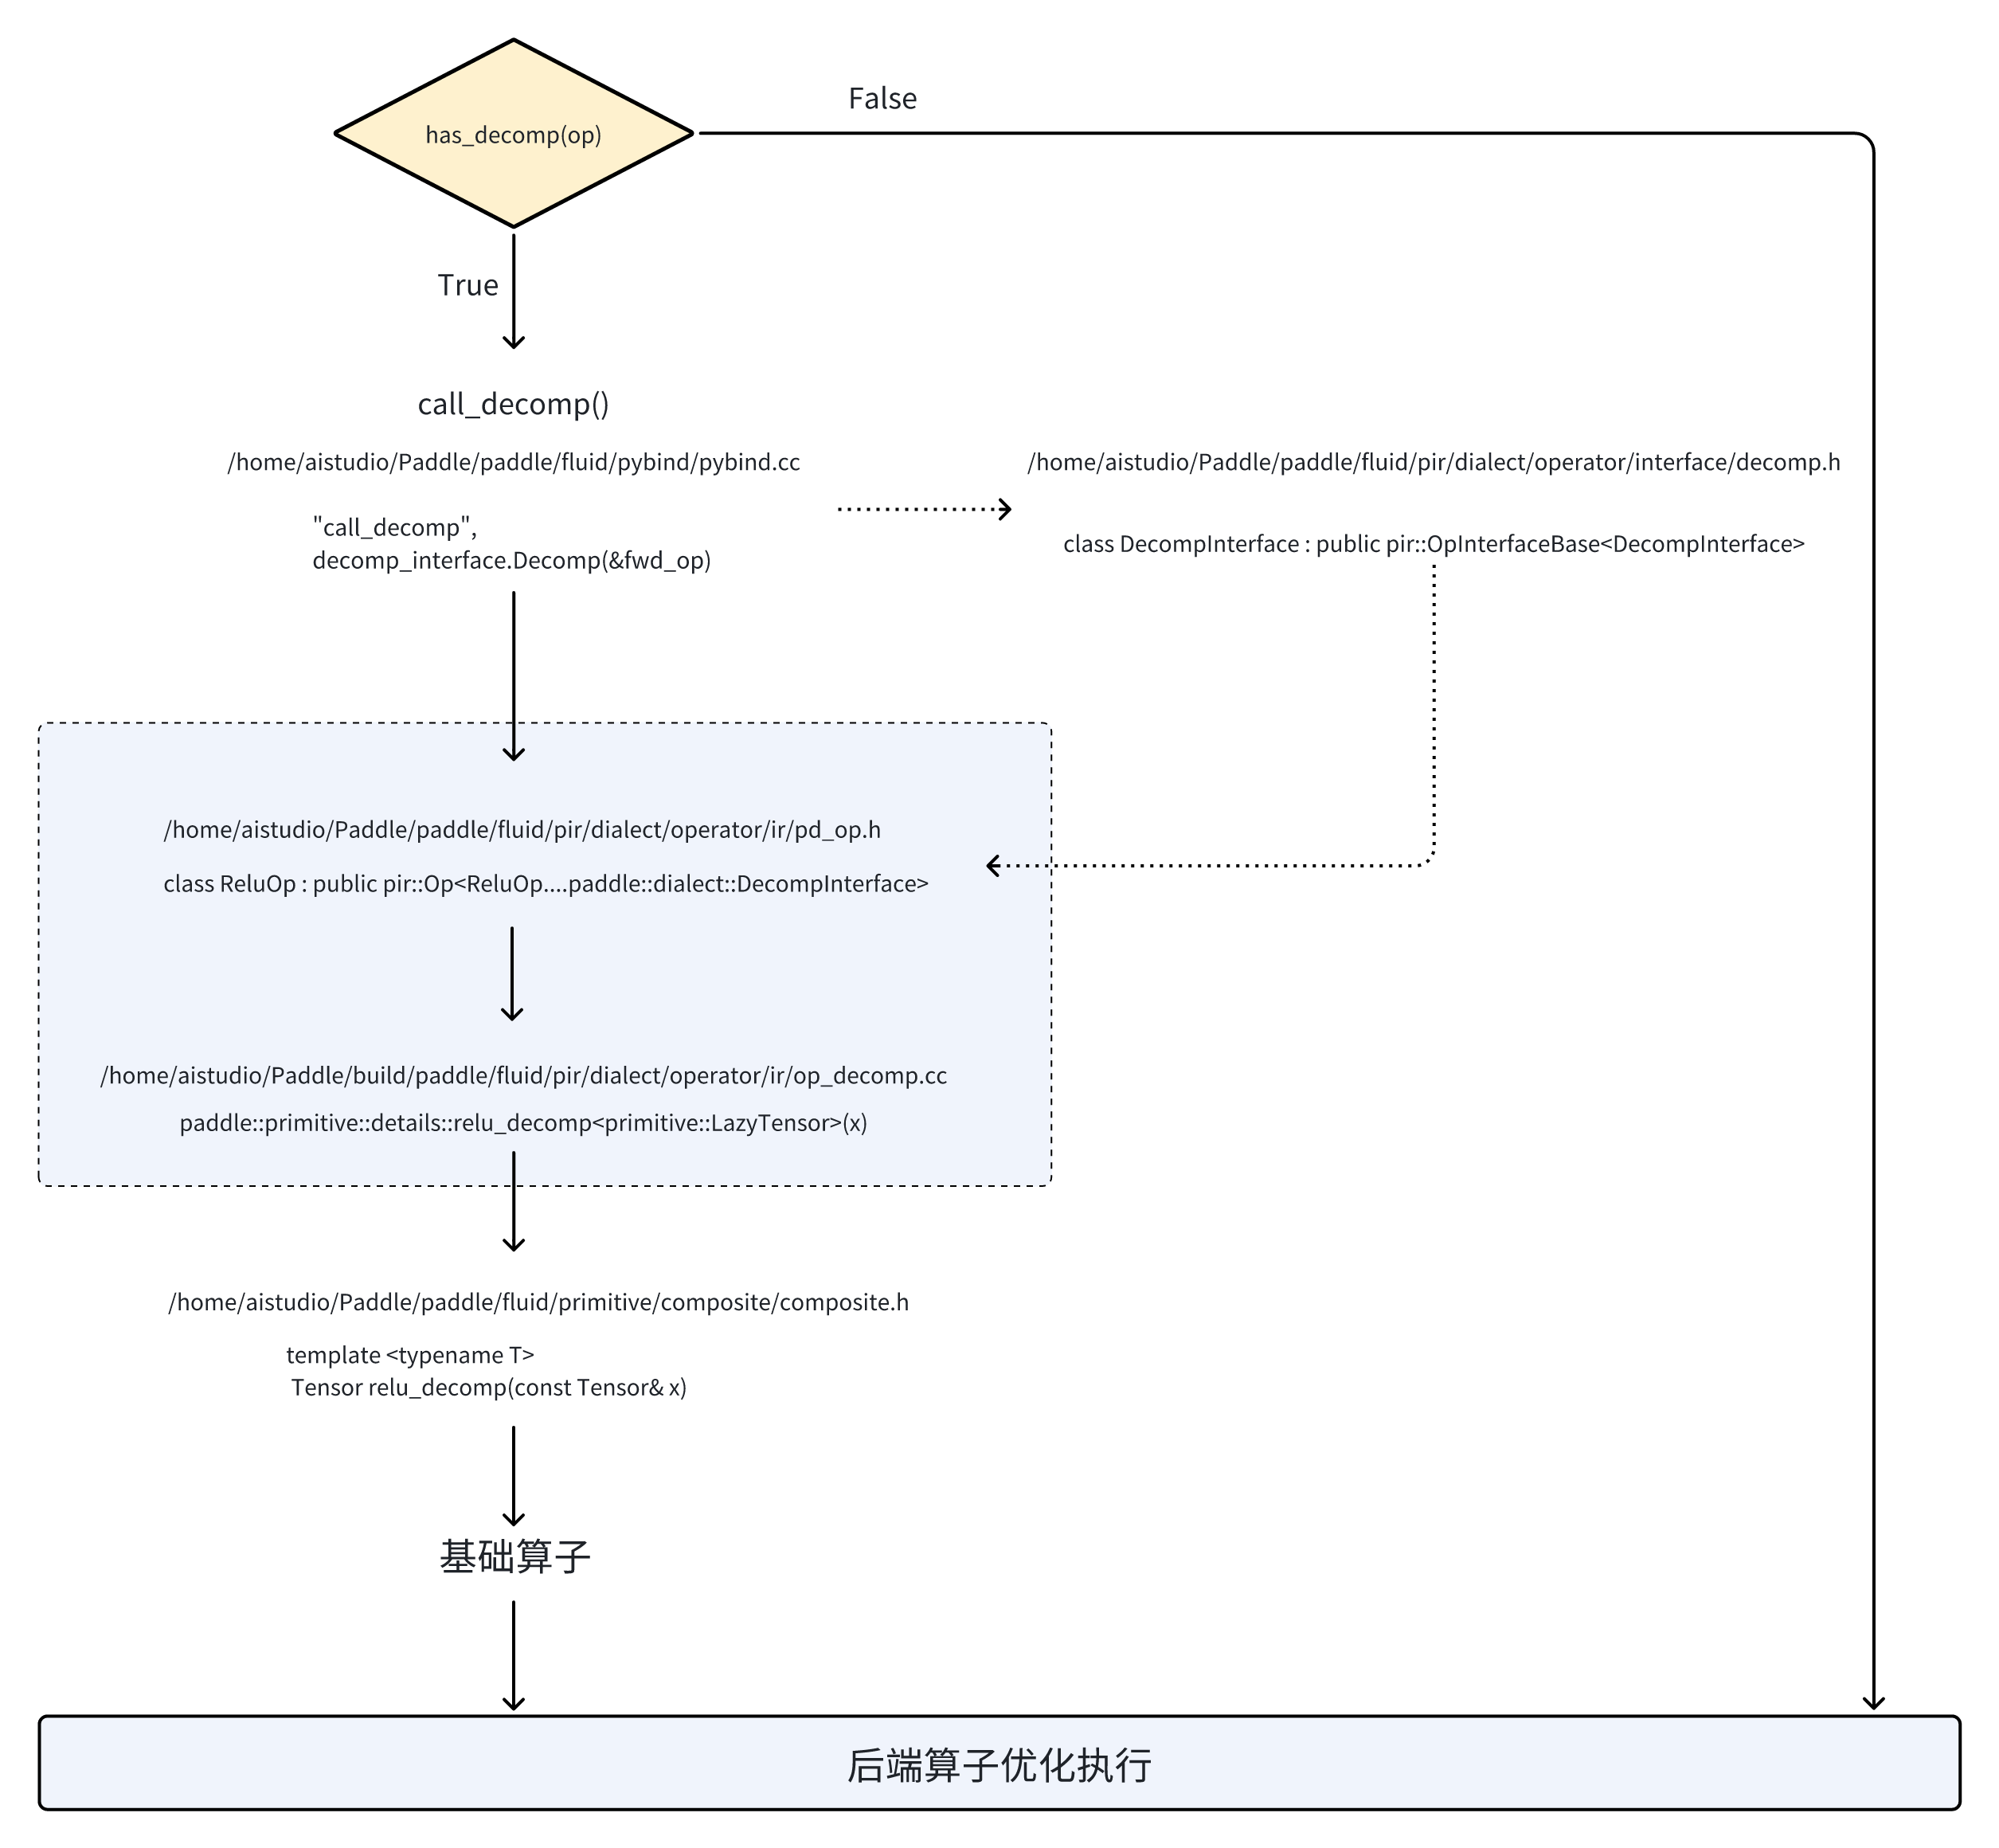 has_decomp(op)
False
True
call_decomp()
/home/aistudio/Paddle/paddle/fluid/pybind/pybind.cc
"call_decomp",
decomp_interface.Decomp(&fwd_op)
/home/aistudio/Paddle/paddle/fluid/pir/dialect/operator/interface/decomp.h
class DecompInterface : public pir::OpInterfaceBase<DecompInterface>
/home/aistudio/Paddle/paddle/fluid/pir/dialect/operator/ir/pd_op.h
class ReluOp : public pir::Op<ReluOp....paddle::dialect::DecompInterface>
/home/aistudio/Paddle/build/paddle/fluid/pir/dialect/operator/ir/op_decomp.cc
paddle::primitive::details::relu_decomp<primitive::LazyTensor>(x)
/home/aistudio/Paddle/paddle/fluid/primitive/composite/composite.h
template <typename T>
Tensor relu_decomp(const Tensor& x)
基础算子
后端算子优化执行